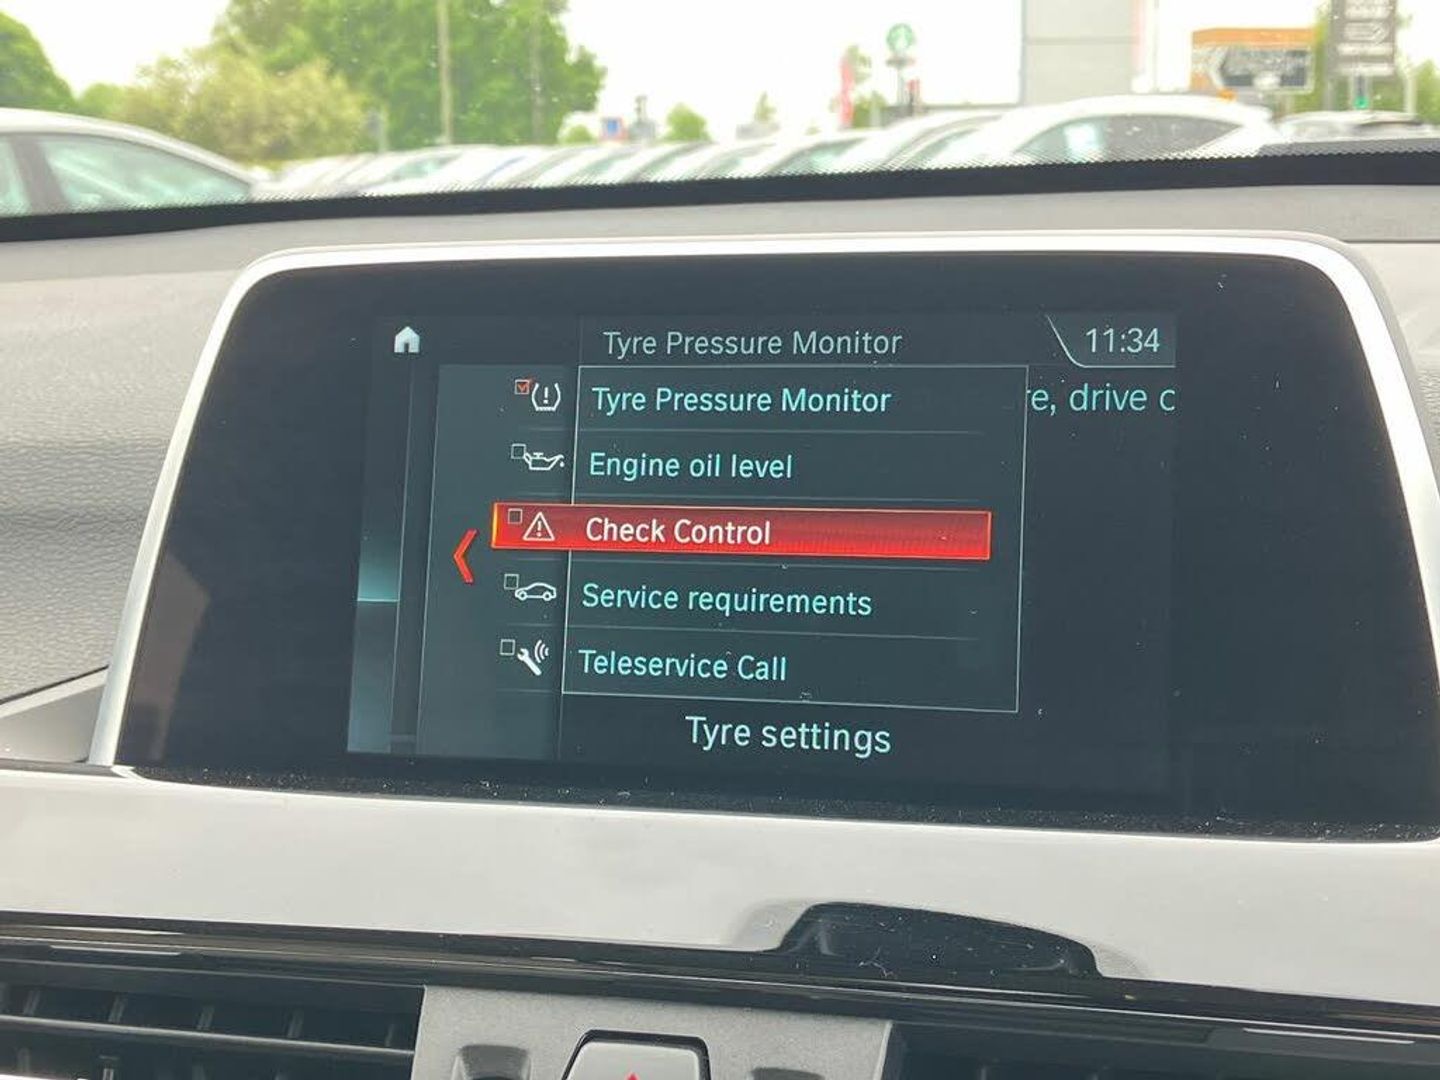 Tyre Pressure Monitor
11:34
Tyre Pressure Monitor
re, drive c
Engine oil level
Check Control
Service requirements
Teleservice Call
Tyre settings